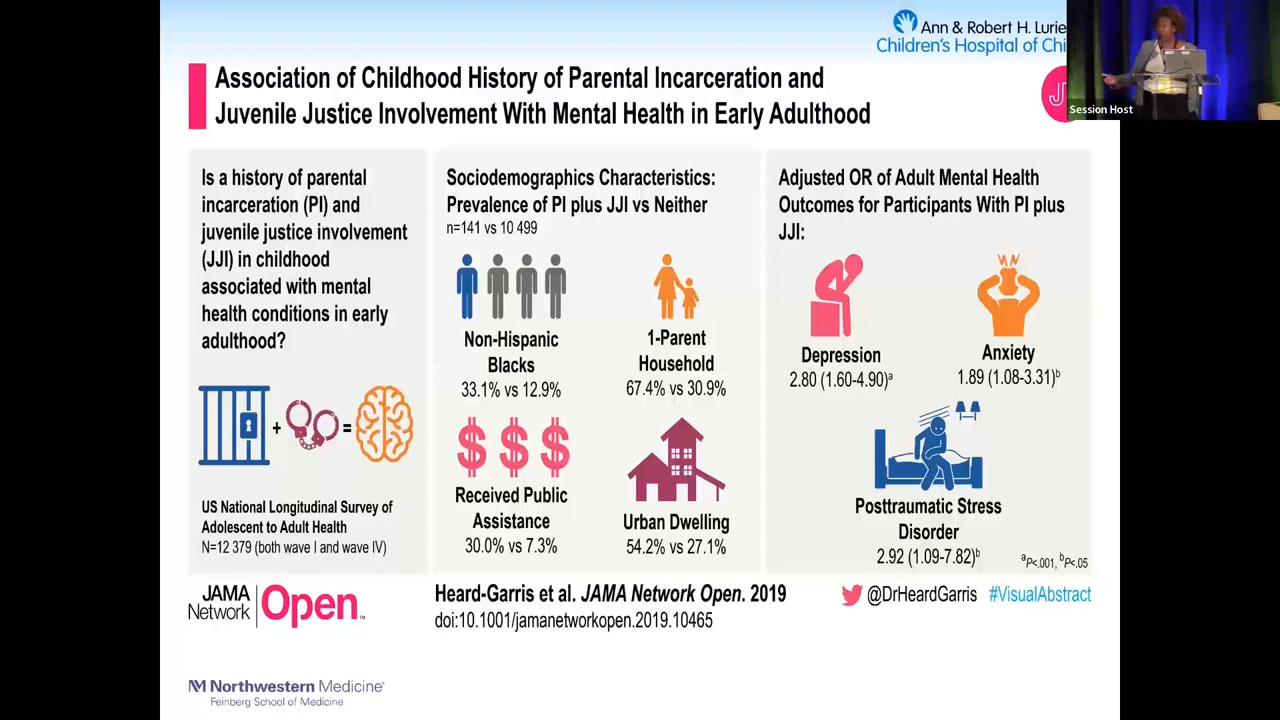 Ann & Robert H. Lurie
Children's Hospital of Chi
Session Host
Association of Childhood History of Parental Incarceration and
Juvenile Justice Involvement With Mental Health in Early Adulthood
Is a history of parental
incarceration (PI) and
juvenile justice involvement
(JJI) in childhood
associated with mental
health conditions in early
adulthood?
+ =
US National Longitudinal Survey of
Adolescent to Adult Health
N=12 379 (both wave I and wave IV)
Sociodemographics Characteristics:
Prevalence of PI plus JJI vs Neither
n=141 vs 10 499
Non-Hispanic
Blacks
33.1% vs 12.9%
1-Parent
Household
67.4% vs 30.9%
$ $ $
Received Public
Assistance
30.0% vs 7.3%
Urban Dwelling
54.2% vs 27.1%
Adjusted OR of Adult Mental Health
Outcomes for Participants With PI plus
JJI:
Depression
2.80 (1.60-4.90)ᵃ
Anxiety
1.89 (1.08-3.31)ᵇ
Posttraumatic Stress
Disorder
2.92 (1.09-7.82)ᵇ
ᵃP<.001, ᵇP<.05
JAMA
Network
Open™
Heard-Garris et al. JAMA Network Open. 2019
doi:10.1001/jamanetworkopen.2019.10465
@DrHeardGarris #VisualAbstract
Northwestern Medicine®
Feinberg School of Medicine